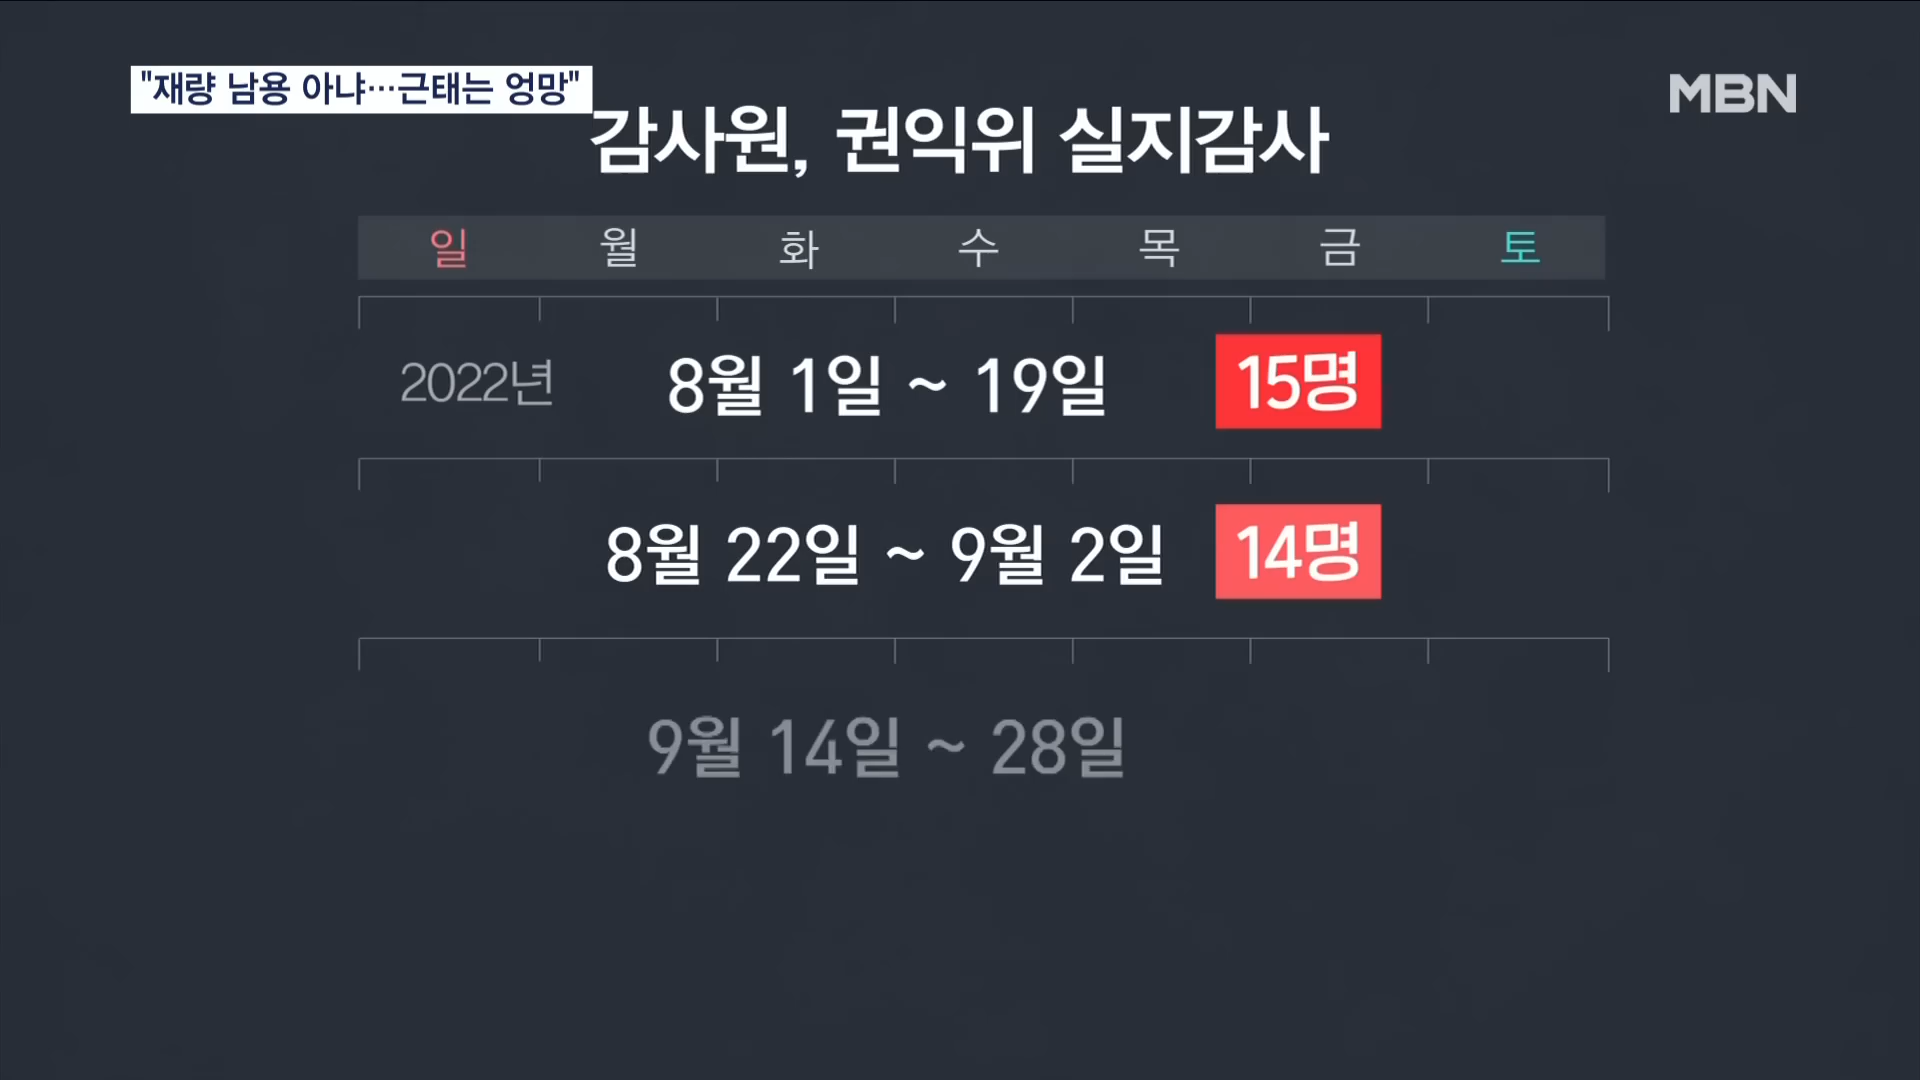 "재량 남용 아냐…근태는 엉망"
MBN
감사원, 권익위 실지감사
일 월 화 수 목 금 토
2022년 8월 1일 ~ 19일 15명
8월 22일 ~ 9월 2일 14명
9월 14일 ~ 28일